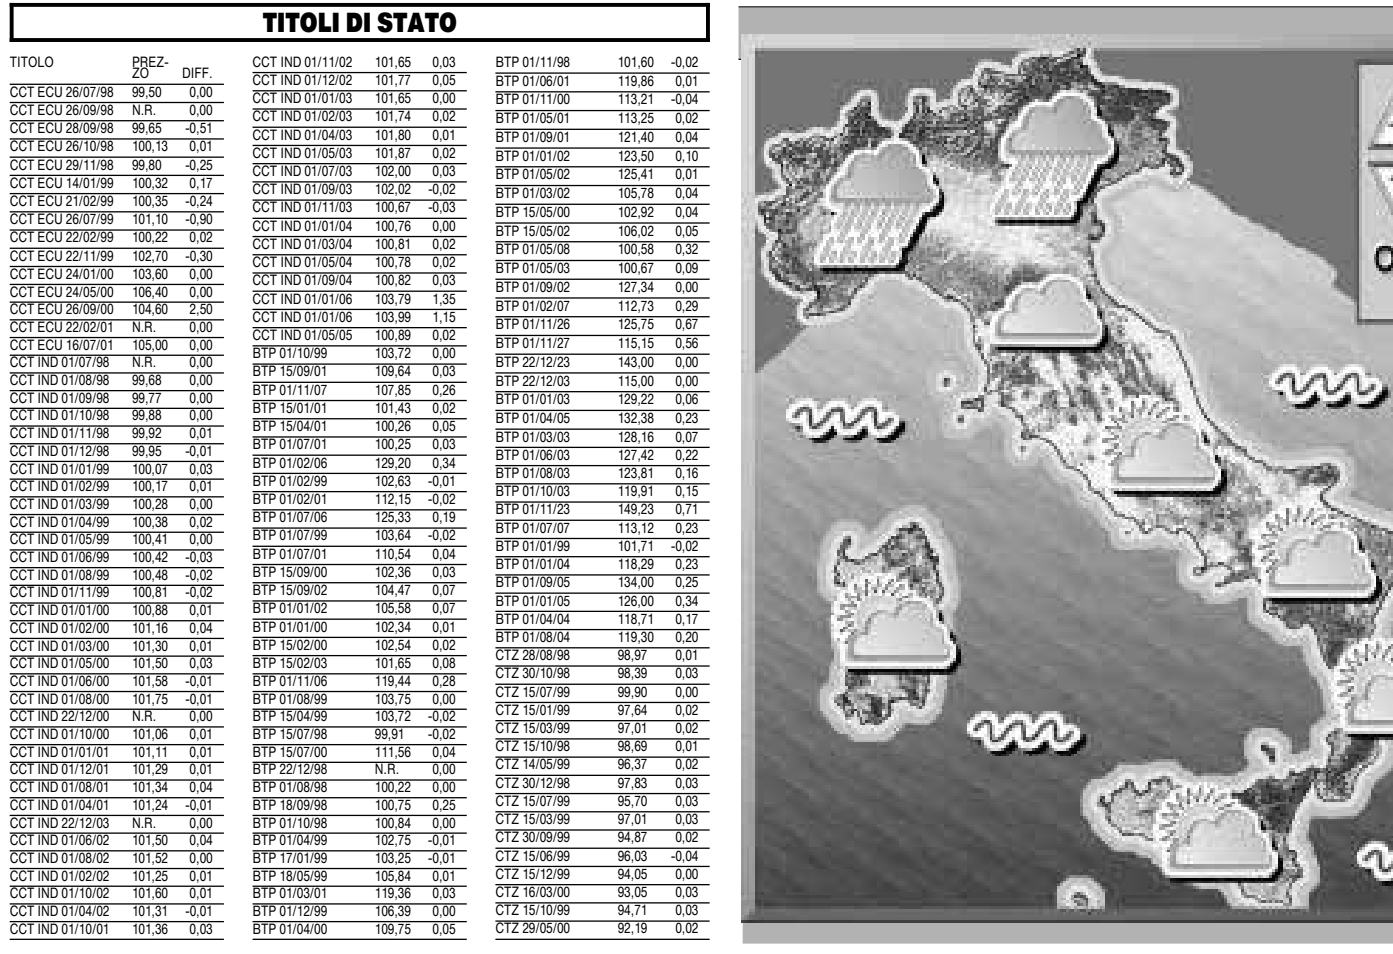 TITOLI DI STATO
TITOLO PREZ-
ZO DIFF.
CCT ECU 26/07/98 99,50 0,00
CCT ECU 26/09/98 N.R. 0,00
CCT ECU 28/09/98 99,65 -0,51
CCT ECU 26/10/98 100,13 0,01
CCT ECU 29/11/98 99,80 -0,25
CCT ECU 14/01/99 100,32 0,17
CCT ECU 21/02/99 100,35 -0,24
CCT ECU 26/07/99 101,10 -0,90
CCT ECU 22/02/99 100,22 0,02
CCT ECU 22/11/99 102,70 -0,30
CCT ECU 24/01/00 103,60 0,00
CCT ECU 24/05/00 106,40 0,00
CCT ECU 26/09/00 104,60 2,50
CCT ECU 22/02/01 N.R. 0,00
CCT ECU 16/07/01 105,00 0,00
CCT IND 01/07/98 N.R. 0,00
CCT IND 01/08/98 99,68 0,00
CCT IND 01/09/98 99,77 0,00
CCT IND 01/10/98 99,88 0,00
CCT IND 01/11/98 99,92 0,01
CCT IND 01/12/98 99,95 -0,01
CCT IND 01/01/99 100,07 0,03
CCT IND 01/02/99 100,17 0,01
CCT IND 01/03/99 100,28 0,00
CCT IND 01/04/99 100,38 0,02
CCT IND 01/05/99 100,41 0,00
CCT IND 01/06/99 100,42 -0,03
CCT IND 01/08/99 100,48 -0,02
CCT IND 01/11/99 100,81 -0,02
CCT IND 01/01/00 100,88 0,01
CCT IND 01/02/00 101,16 0,04
CCT IND 01/03/00 101,30 0,01
CCT IND 01/05/00 101,50 0,03
CCT IND 01/06/00 101,58 -0,01
CCT IND 01/08/00 101,75 -0,01
CCT IND 22/12/00 N.R. 0,00
CCT IND 01/10/00 101,06 0,01
CCT IND 01/01/01 101,11 0,01
CCT IND 01/12/01 101,29 0,01
CCT IND 01/08/01 101,34 0,04
CCT IND 01/04/01 101,24 -0,01
CCT IND 22/12/03 N.R. 0,00
CCT IND 01/06/02 101,50 0,04
CCT IND 01/08/02 101,52 0,00
CCT IND 01/02/02 101,25 0,01
CCT IND 01/10/02 101,60 0,01
CCT IND 01/04/02 101,31 -0,01
CCT IND 01/10/01 101,36 0,03
CCT IND 01/11/02 101,65 0,03
CCT IND 01/12/02 101,77 0,05
CCT IND 01/01/03 101,65 0,00
CCT IND 01/02/03 101,74 0,02
CCT IND 01/04/03 101,80 0,01
CCT IND 01/05/03 101,87 0,02
CCT IND 01/07/03 102,00 0,03
CCT IND 01/09/03 102,02 -0,02
CCT IND 01/11/03 100,67 -0,03
CCT IND 01/01/04 100,76 0,00
CCT IND 01/03/04 100,81 0,02
CCT IND 01/05/04 100,78 0,02
CCT IND 01/09/04 100,82 0,03
CCT IND 01/01/06 103,79 1,35
CCT IND 01/01/06 103,99 1,15
CCT IND 01/05/05 100,89 0,02
BTP 01/10/99 103,72 0,00
BTP 15/09/01 109,64 0,03
BTP 01/11/07 107,85 0,26
BTP 15/01/01 101,43 0,02
BTP 15/04/01 100,26 0,05
BTP 01/07/01 100,25 0,03
BTP 01/02/06 129,20 0,34
BTP 01/02/99 102,63 -0,01
BTP 01/02/01 112,15 -0,02
BTP 01/07/06 125,33 0,19
BTP 01/07/99 103,64 -0,02
BTP 01/07/01 110,54 0,04
BTP 15/09/00 102,36 0,03
BTP 15/09/02 104,47 0,07
BTP 01/01/02 105,58 0,07
BTP 01/01/00 102,34 0,01
BTP 15/02/00 102,54 0,02
BTP 15/02/03 101,65 0,08
BTP 01/11/06 119,44 0,28
BTP 01/08/99 103,75 0,00
BTP 15/04/99 103,72 -0,02
BTP 15/07/98 99,91 -0,02
BTP 15/07/00 111,56 0,04
BTP 22/12/98 N.R. 0,00
BTP 01/08/98 100,22 0,00
BTP 18/09/98 100,75 0,25
BTP 01/10/98 100,84 0,00
BTP 01/04/99 102,75 -0,01
BTP 17/01/99 103,25 -0,01
BTP 18/05/99 105,84 0,01
BTP 01/03/01 119,36 0,03
BTP 01/12/99 106,39 0,00
BTP 01/04/00 109,75 0,05
BTP 01/11/98 101,60 -0,02
BTP 01/06/01 119,86 0,01
BTP 01/11/00 113,21 -0,04
BTP 01/05/01 113,25 0,02
BTP 01/09/01 121,40 0,04
BTP 01/01/02 123,50 0,10
BTP 01/05/02 125,41 0,01
BTP 01/03/02 105,78 0,04
BTP 15/05/00 102,92 0,04
BTP 15/05/02 106,02 0,05
BTP 01/05/08 100,58 0,32
BTP 01/05/03 100,67 0,09
BTP 01/09/02 127,34 0,00
BTP 01/02/07 112,73 0,29
BTP 01/11/26 125,75 0,67
BTP 01/11/27 115,15 0,56
BTP 22/12/23 143,00 0,00
BTP 22/12/03 115,00 0,00
BTP 01/01/03 129,22 0,06
BTP 01/04/05 132,38 0,23
BTP 01/03/03 128,16 0,07
BTP 01/06/03 127,42 0,22
BTP 01/08/03 123,81 0,16
BTP 01/10/03 119,91 0,15
BTP 01/11/23 149,23 0,71
BTP 01/07/07 113,12 0,23
BTP 01/01/99 101,71 -0,02
BTP 01/01/04 118,29 0,23
BTP 01/09/05 134,00 0,25
BTP 01/01/05 126,00 0,34
BTP 01/04/04 118,71 0,17
BTP 01/08/04 119,30 0,20
CTZ 28/08/98 98,97 0,01
CTZ 30/10/98 98,39 0,03
CTZ 15/07/99 99,90 0,00
CTZ 15/01/99 97,64 0,02
CTZ 15/03/99 97,01 0,02
CTZ 15/10/98 98,69 0,01
CTZ 14/05/99 96,37 0,02
CTZ 30/12/98 97,83 0,03
CTZ 15/07/99 95,70 0,03
CTZ 15/03/99 97,01 0,03
CTZ 30/09/99 94,87 0,02
CTZ 15/06/99 96,03 -0,04
CTZ 15/12/99 94,05 0,00
CTZ 16/03/00 93,05 0,03
CTZ 15/10/99 94,71 0,03
CTZ 29/05/00 92,19 0,02